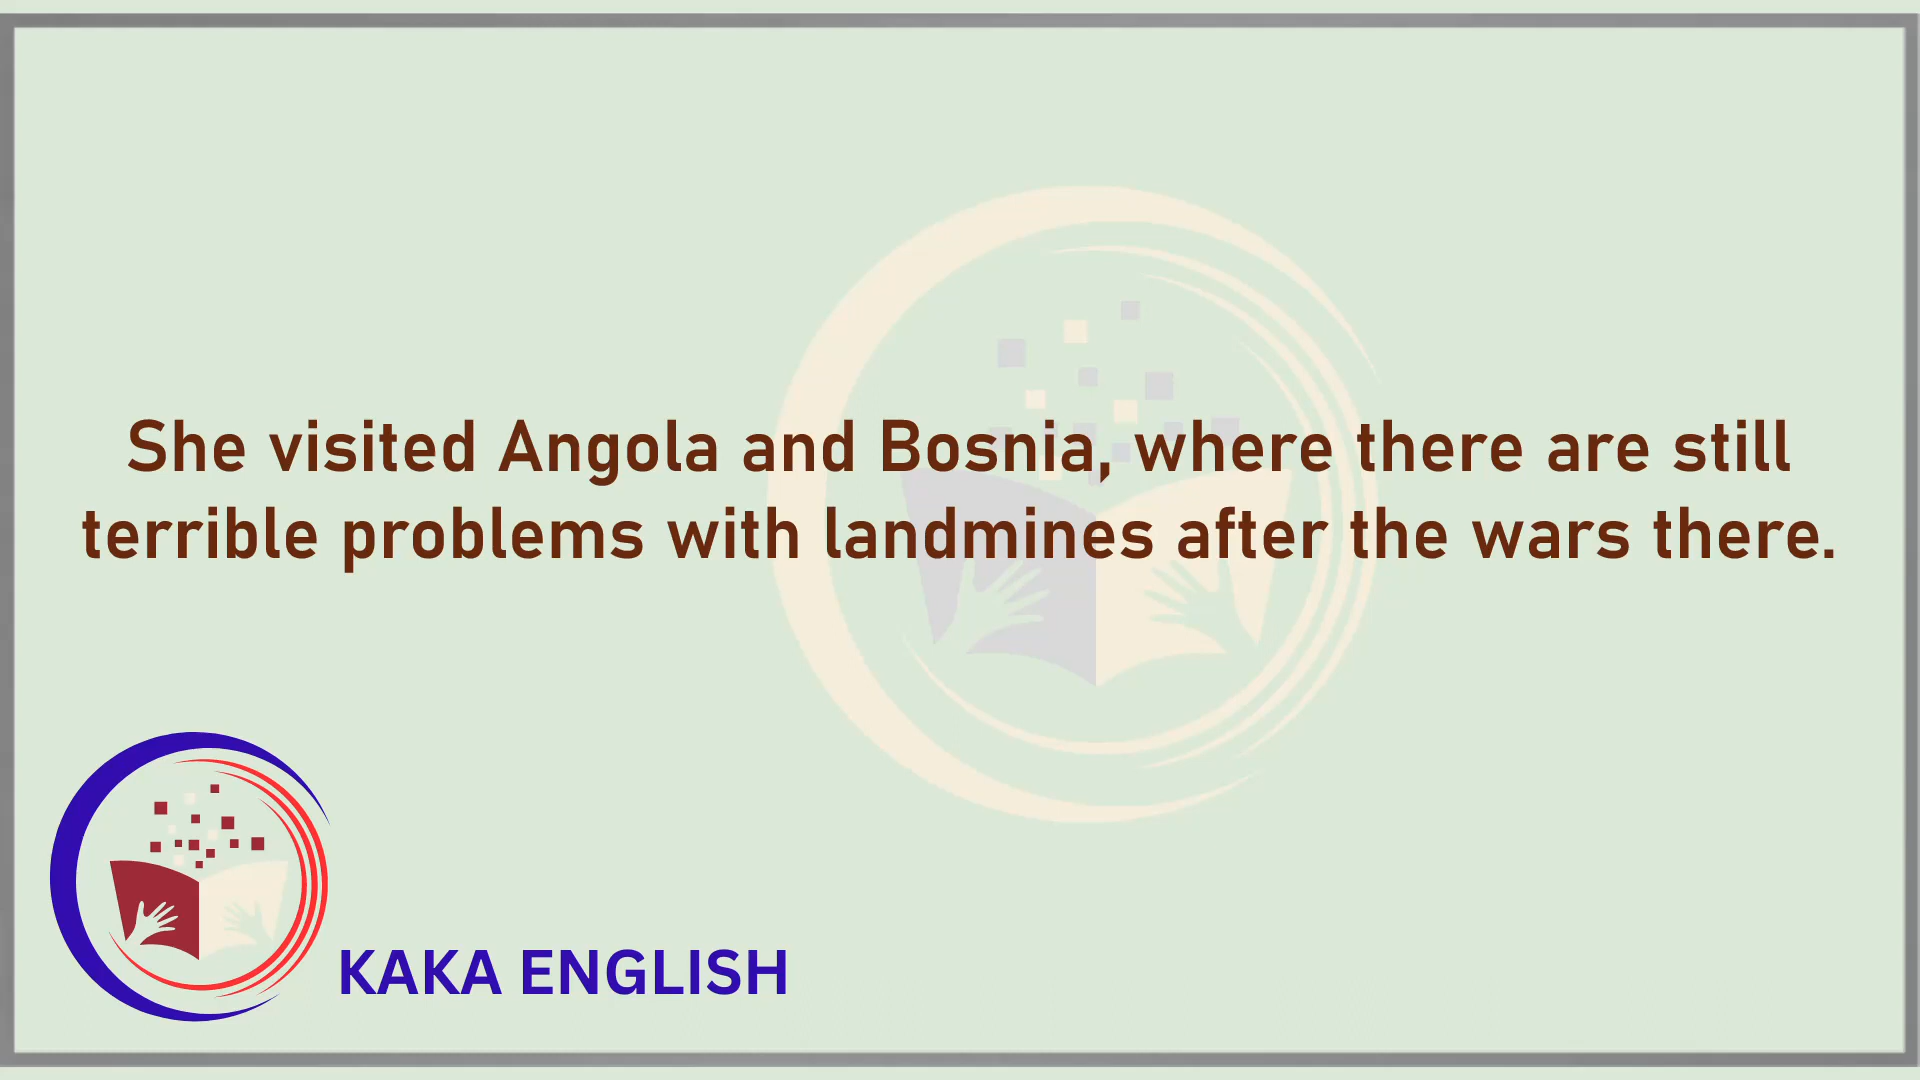 She visited Angola and Bosnia, where there are still
terrible problems with landmines after the wars there.
KAKA ENGLISH